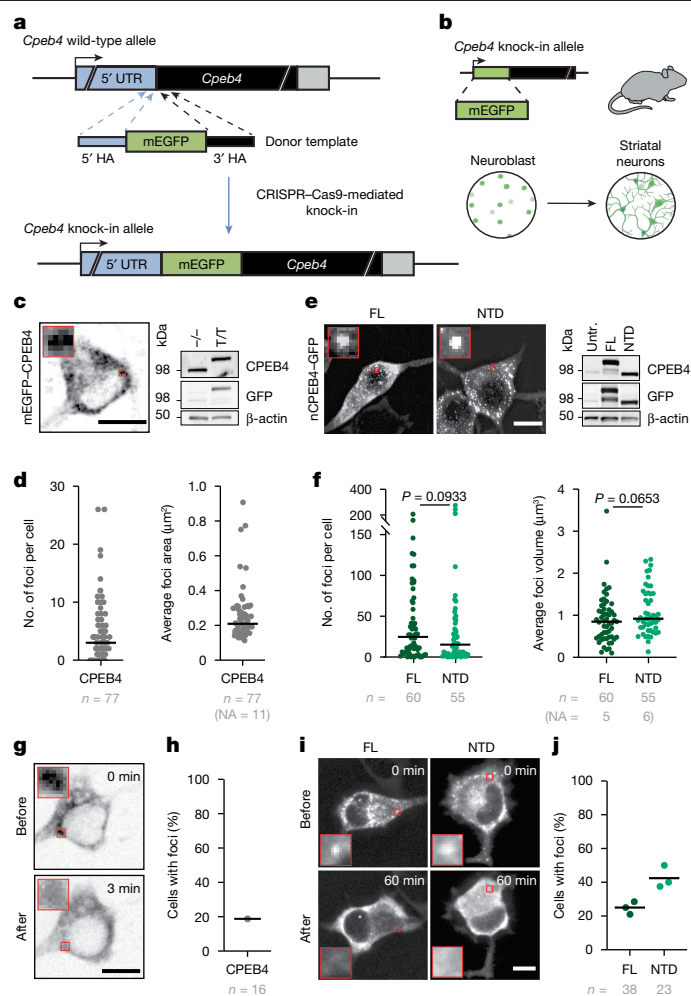 a
Cpeb4 wild-type allele
5′ UTR
Cpeb4
mEGFP
Donor template
5′ HA
3′ HA
CRISPR–Cas9-mediated
knock-in
Cpeb4 knock-in allele
5′ UTR
mEGFP
Cpeb4
b
Cpeb4 knock-in allele
mEGFP
Neuroblast
Striatal
neurons
c
mEGFP–CPEB4
kDa
–/–
T/T
98
CPEB4
98
GFP
50
β-actin
e
FL
NTD
nCPEB4–GFP
kDa
Untr.
FL
NTD
98
CPEB4
98
GFP
50
β-actin
d
No. of foci per cell
30
20
10
0
CPEB4
n = 77
Average foci area (μm²)
1.0
0.8
0.6
0.4
0.2
0
CPEB4
n = 77
(NA = 11)
f
No. of foci per cell
400
200
150
100
50
0
P = 0.0933
FL
NTD
n =
60
55
Average foci volume (μm³)
4
3
2
1
0
P = 0.0653
FL
NTD
n =
60
55
(NA =
5
6)
g
Before
0 min
After
3 min
h
Cells with foci (%)
100
80
60
40
20
0
CPEB4
n = 16
i
FL
NTD
Before
0 min
0 min
After
60 min
60 min
j
Cells with foci (%)
100
80
60
40
20
0
FL
NTD
n =
38
23